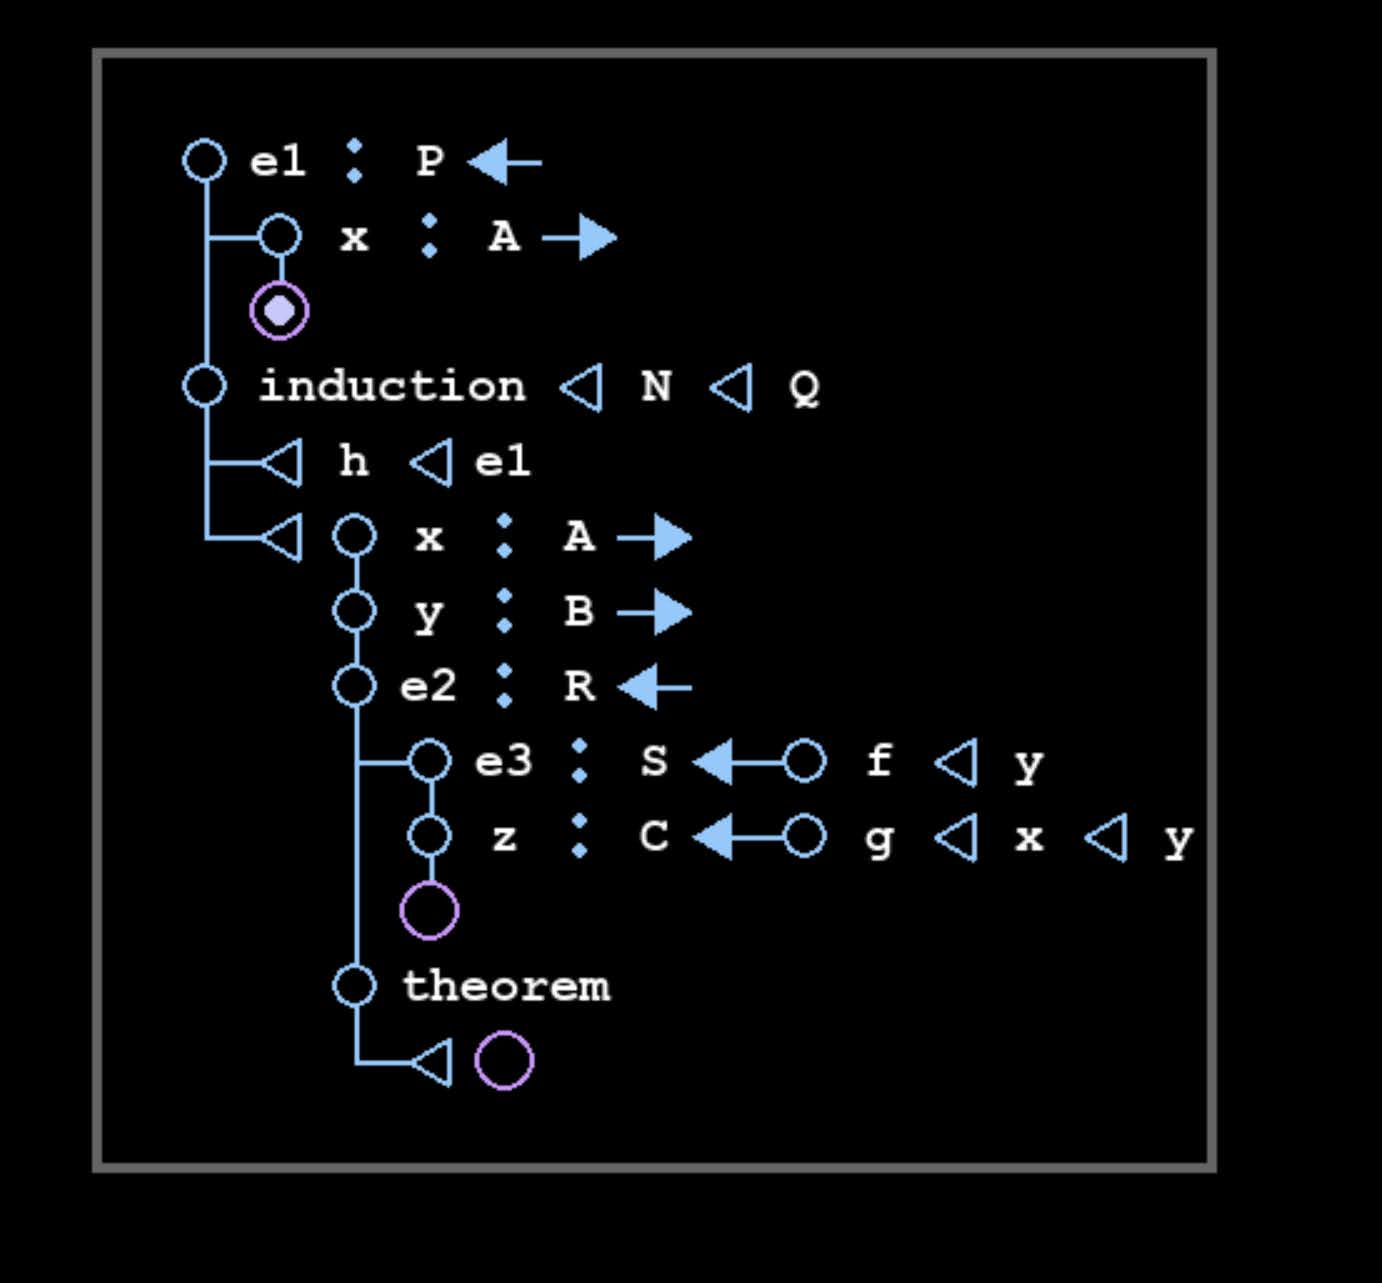 e1 : P
x : A
induction N Q
h e1
x : A
y : B
e2 : R
e3 : S f y
z : C g x y
theorem